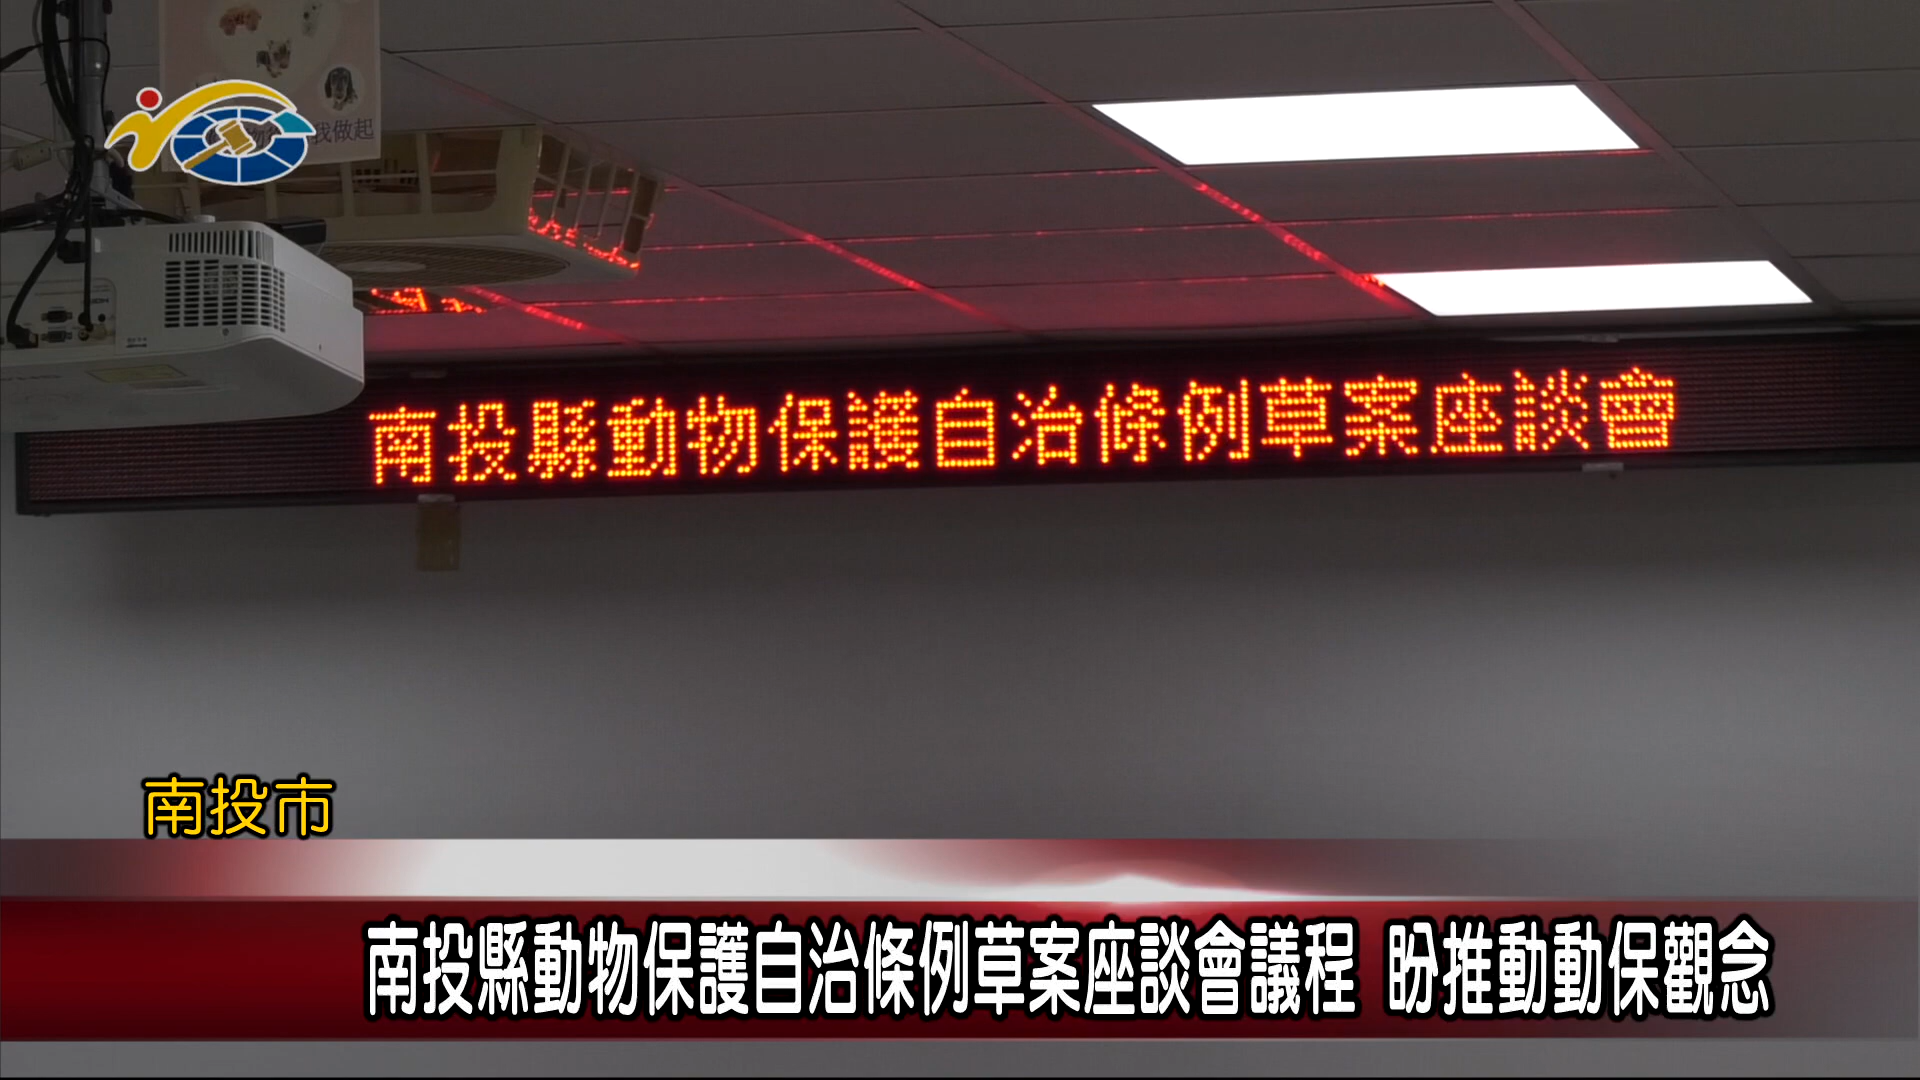 我做起
南投縣動物保護自治條例草案座談會
南投市
南投縣動物保護自治條例草案座談會議程 盼推動動保觀念